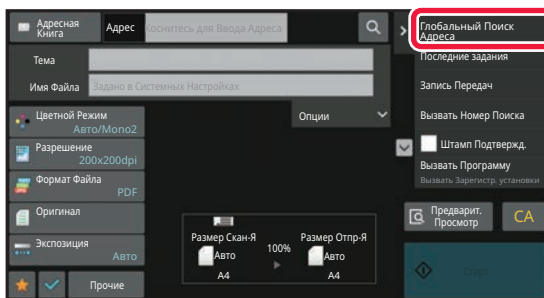 Адресная
Книга
Адрес
Коснитесь для Ввода Адреса
Глобальный Поиск
Адреса
Тема
Последние задания
Имя Файла
Задано в Системных Настройках
Запись Передач
Цветной Режим
Авто/Mono2
Опции
Вызвать Номер Поиска
Разрешение
200x200dpi
Штамп Подтвержд.
Формат Файла
PDF
Вызвать Программу
Вызвать Зарегистр. установки
Оригинал
Предварит.
Просмотр
CA
Экспозиция
Авто
Размер Скан-Я
Авто
A4
100%
Размер Отпр-Я
Авто
A4
Прочие
Старт